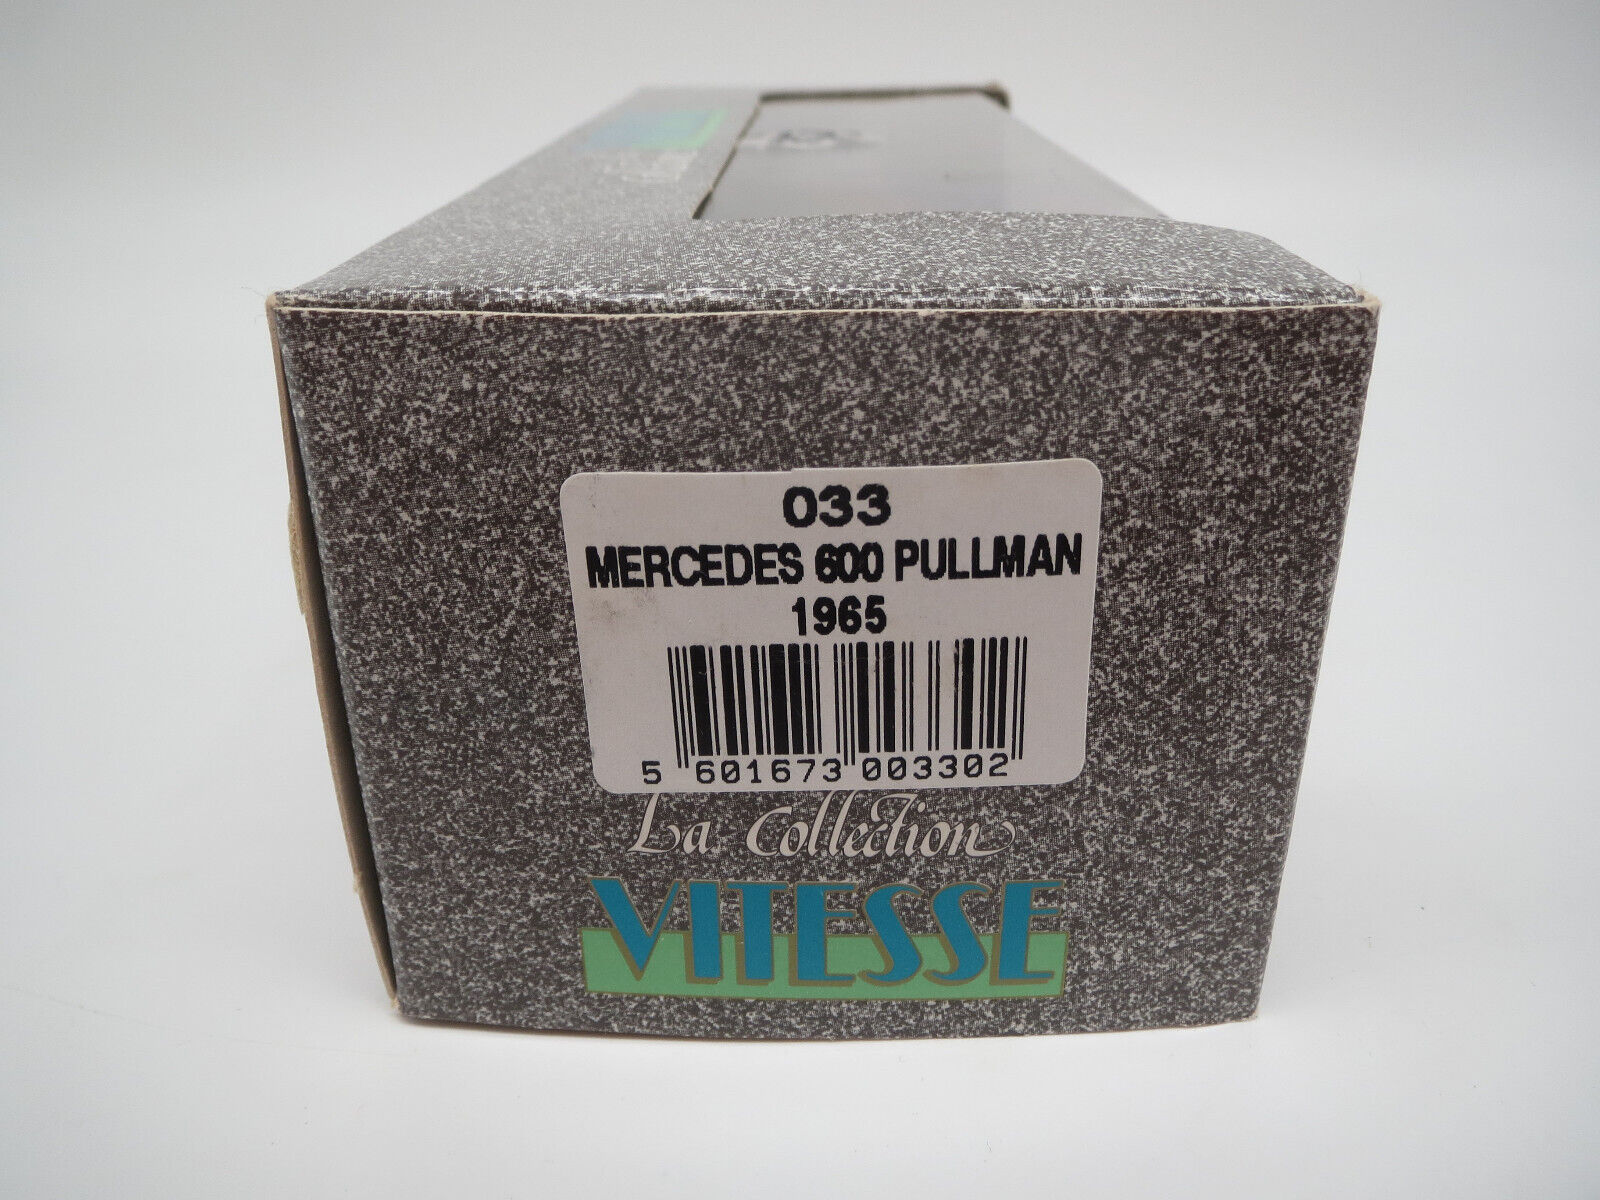 033
MERCEDES 600 PULLMAN
1965
5 601673 003302
La Collection
VITESSE